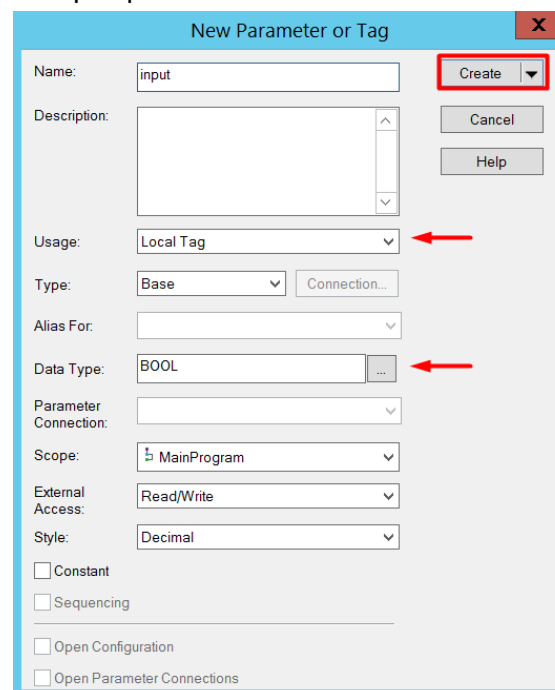 New Parameter or Tag
X
Name:
input
Create
Description:
Cancel
Help
Usage:
Local Tag
Type:
Base
Connection...
Alias For:
Data Type:
BOOL
...
Parameter
Connection:
Scope:
MainProgram
External
Access:
Read/Write
Style:
Decimal
Constant
Sequencing
Open Configuration
Open Parameter Connections